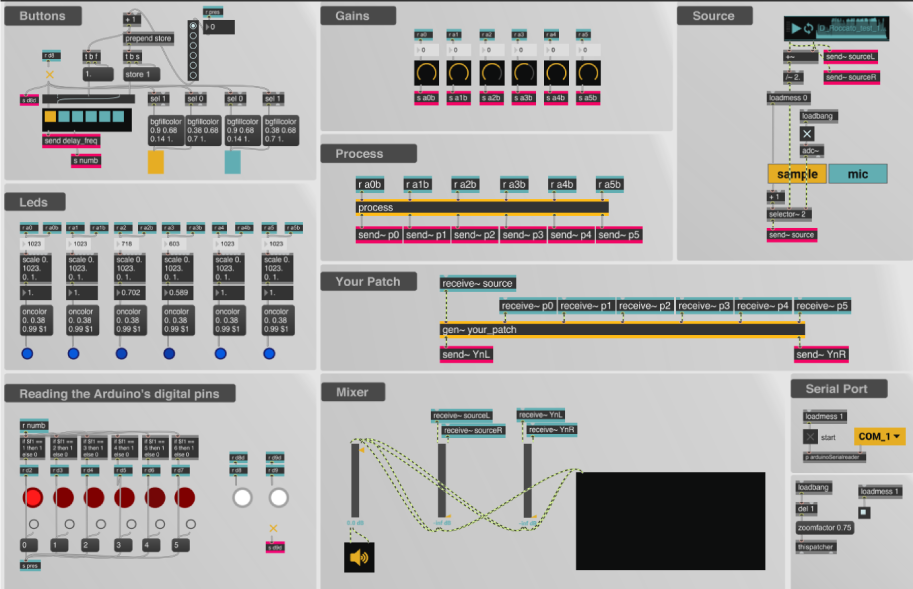 Buttons
r pres
+ 1
0
prepend store
r d8
t b f
t b s
1.
store 1
s d8d
sel 1
sel 0
sel 0
sel 1
bgfillcolor
0.9 0.68
0.14 1.
bgfillcolor
0.38 0.68
0.7 1.
bgfillcolor
0.9 0.68
0.14 1.
bgfillcolor
0.38 0.68
0.7 1.
send delay_freq
s numb
Gains
r a0
r a1
r a2
r a3
r a4
r a5
0
0
0
0
0
0
s a0b
s a1b
s a2b
s a3b
s a4b
s a5b
Source
+~
send~ sourceL
/~ 2.
send~ sourceR
loadmess 0
loadbang
adc~
sample
mic
+ 1
selector~ 2
send~ source
Process
r a0b
r a1b
r a2b
r a3b
r a4b
r a5b
process
send~ p0
send~ p1
send~ p2
send~ p3
send~ p4
send~ p5
Leds
r a0
r a0b
r a1
r a1b
r a2
r a2b
r a3
r a3b
r a4
r a4b
r a5
r a5b
1023
1023
718
603
1023
1023
scale 0.
1023.
0. 1.
scale 0.
1023.
0. 1.
scale 0.
1023.
0. 1.
scale 0.
1023.
0. 1.
scale 0.
1023.
0. 1.
scale 0.
1023.
0. 1.
1.
1.
0.702
0.589
1.
1.
oncolor
0. 0.38
0.99 $1
oncolor
0. 0.38
0.99 $1
oncolor
0. 0.38
0.99 $1
oncolor
0. 0.38
0.99 $1
oncolor
0. 0.38
0.99 $1
oncolor
0. 0.38
0.99 $1
Your Patch
receive~ source
receive~ p0
receive~ p1
receive~ p2
receive~ p3
receive~ p4
receive~ p5
gen~ your_patch
send~ YnL
send~ YnR
Reading the Arduino's digital pins
r numb
if $f1 ==
1 then 1
else 0
if $f1 ==
2 then 1
else 0
if $f1 ==
3 then 1
else 0
if $f1 ==
4 then 1
else 0
if $f1 ==
5 then 1
else 0
if $f1 ==
6 then 1
else 0
r d2
r d3
r d4
r d5
r d6
r d7
r d8d
r d8
r d9d
r d9
0
1
2
3
4
5
s pres
s d9d
Mixer
receive~ sourceL
receive~ sourceR
receive~ YnL
receive~ YnR
Serial Port
loadmess 1
start
COM_1
p arduinoSerialreader
loadbang
loadmess 1
del 1
zoomfactor 0.75
thispatcher